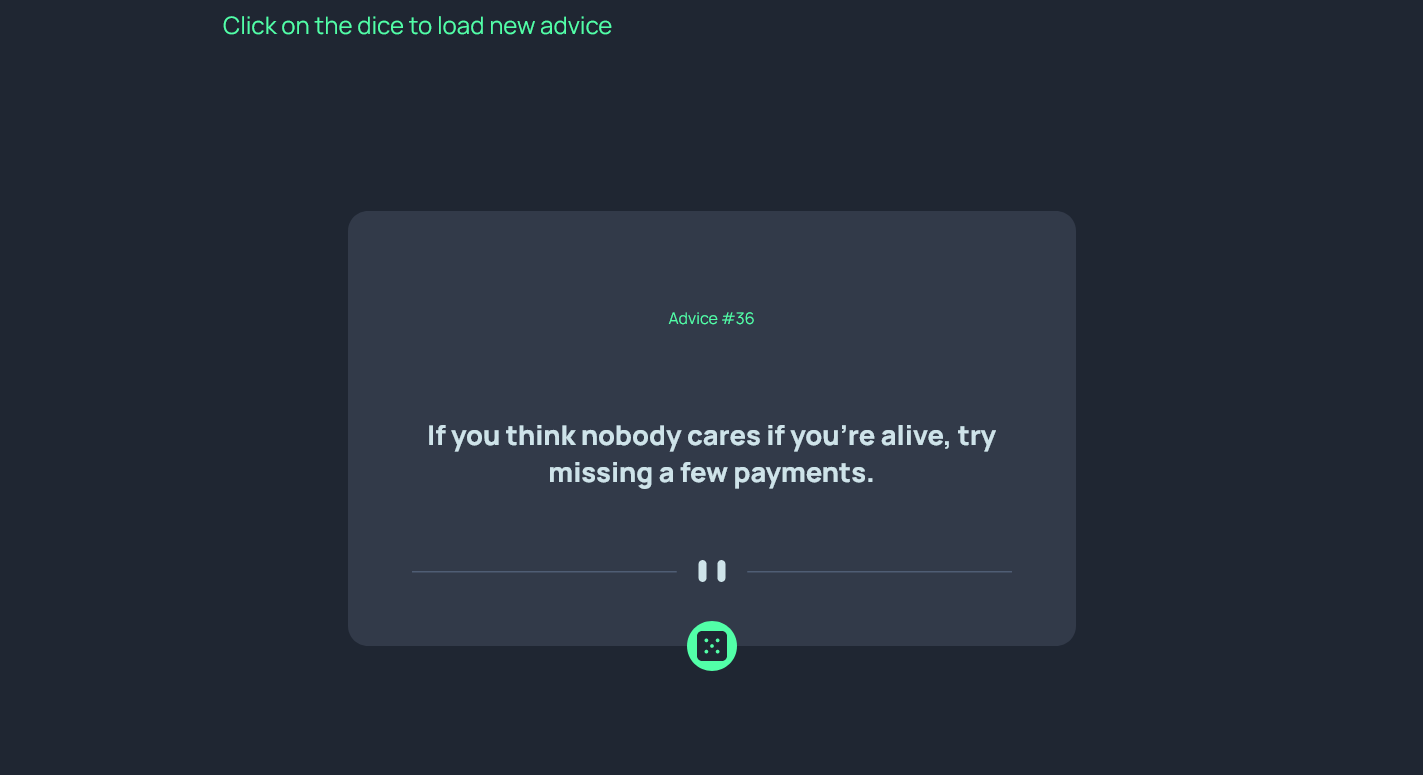 Click on the dice to load new advice
Advice #36
If you think nobody cares if you're alive, try
missing a few payments.